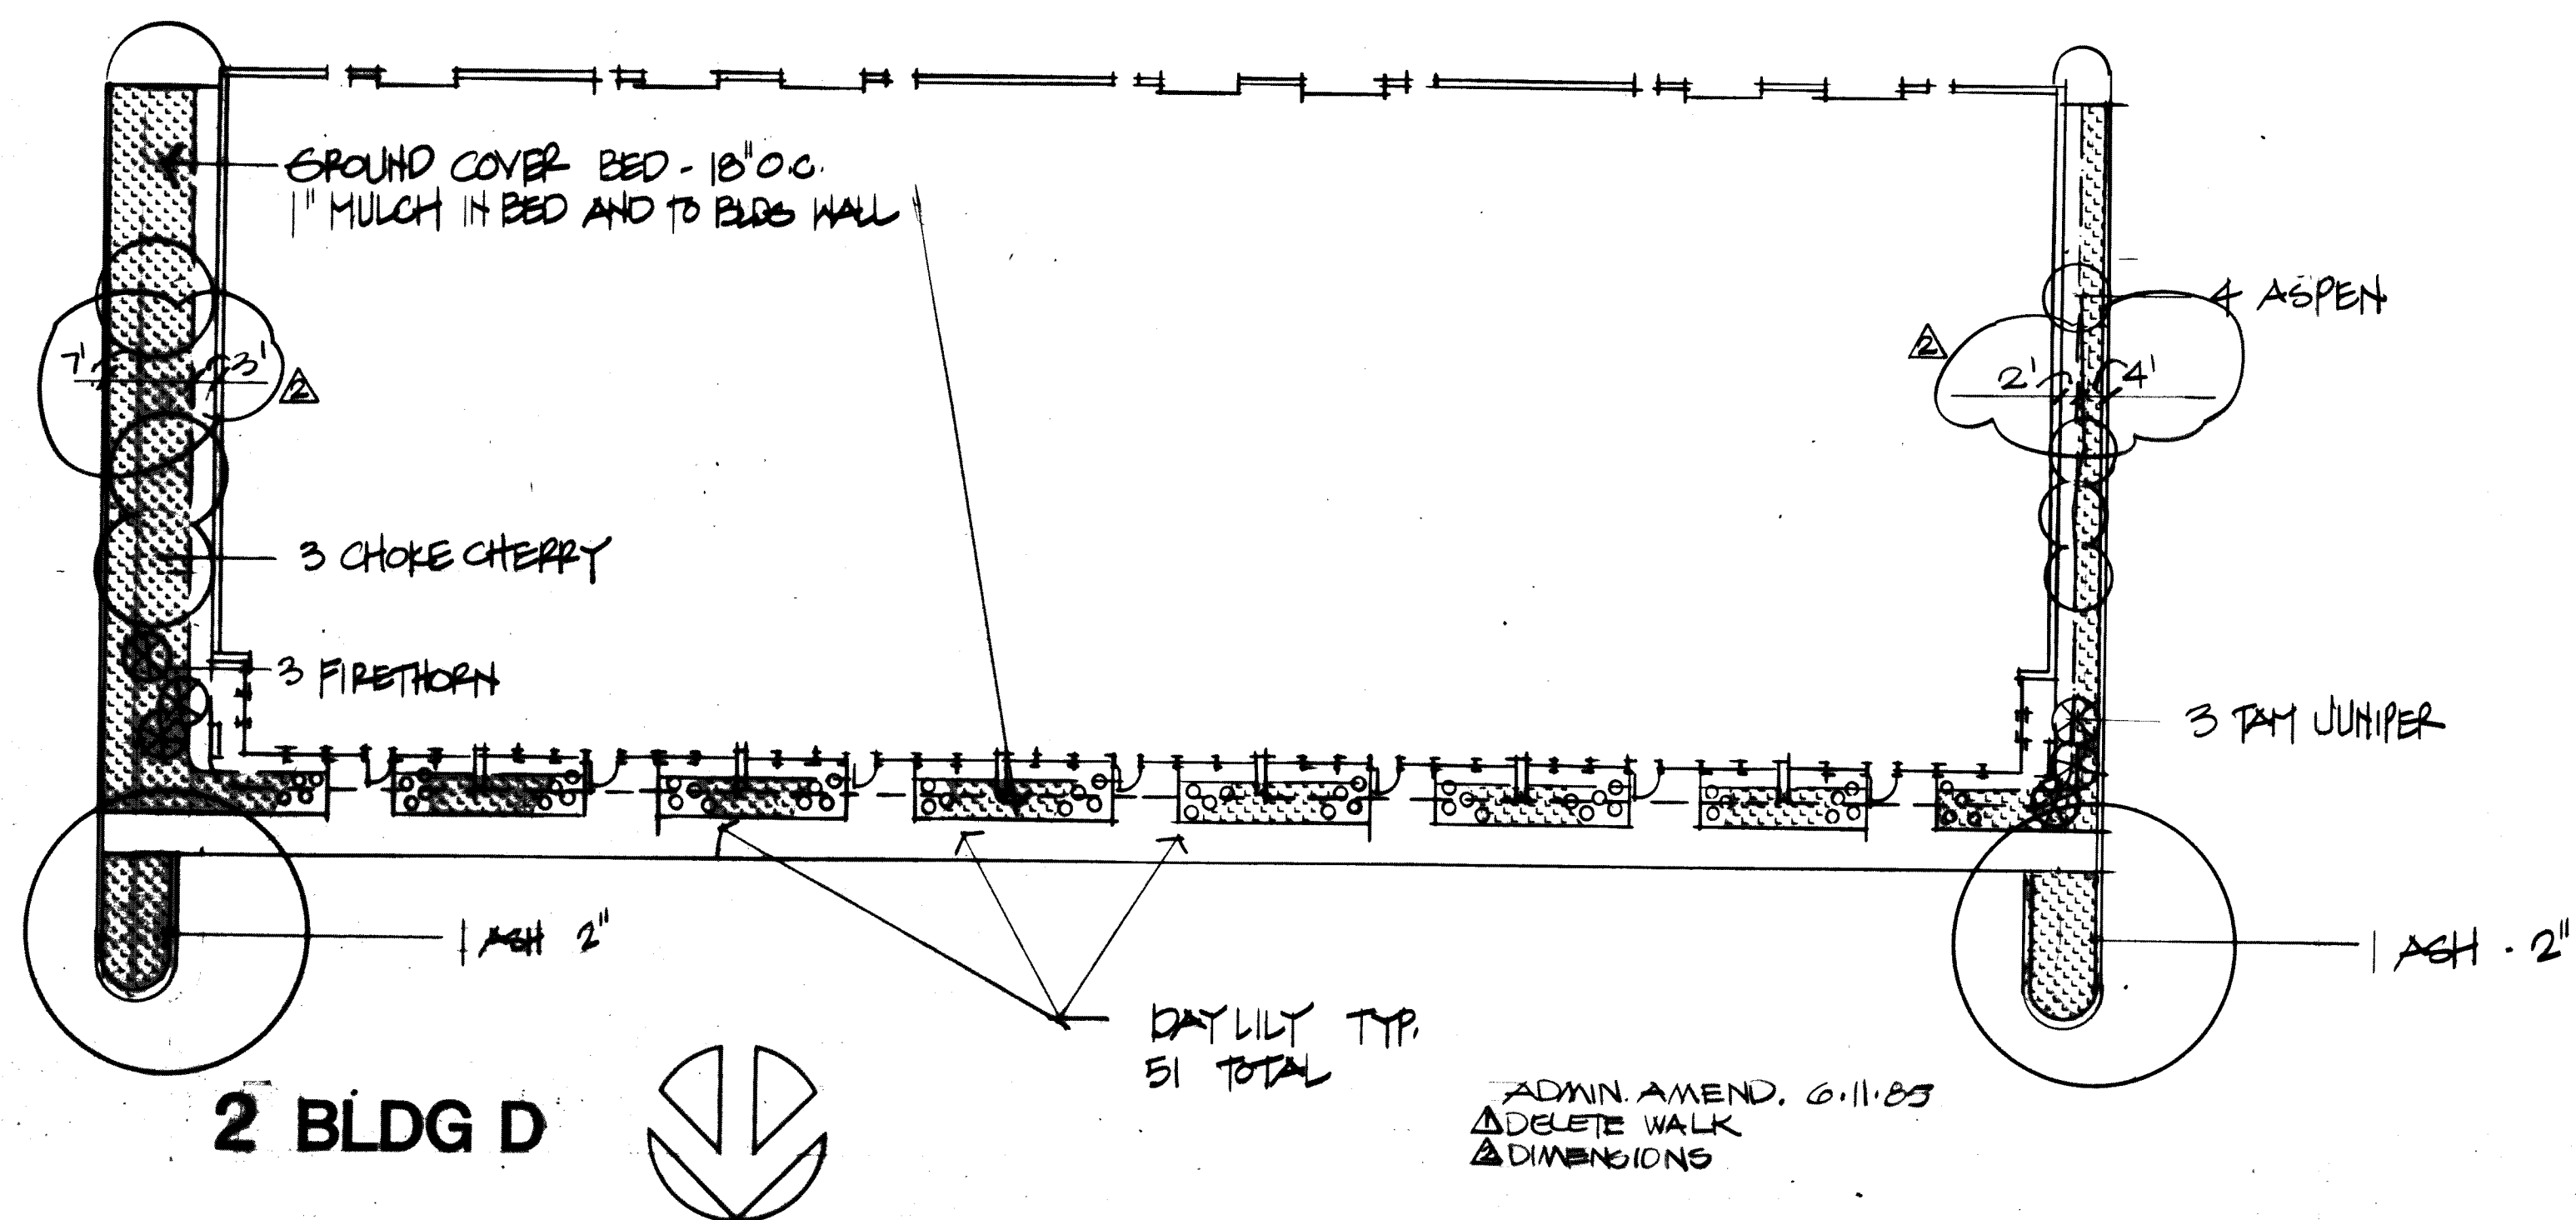 GROUND COVER BED - 18" O.C.
1" MULCH IN BED AND TO BLDG WALL
4 ASPEN
7' 3' 2
2 2' 4'
3 CHOKE CHERRY
3 FIRETHORN
3 TAM JUNIPER
1 ASH 2"
1 ASH - 2"
DAY LILY TYP.
51 TOTAL
2 BLDG D
ADMIN. AMEND. 6.11.85
1 DELETE WALK
2 DIMENSIONS